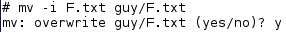 # mv -i F.txt guy/F.txt
mv: overwrite guy/F.txt (yes/no)? y